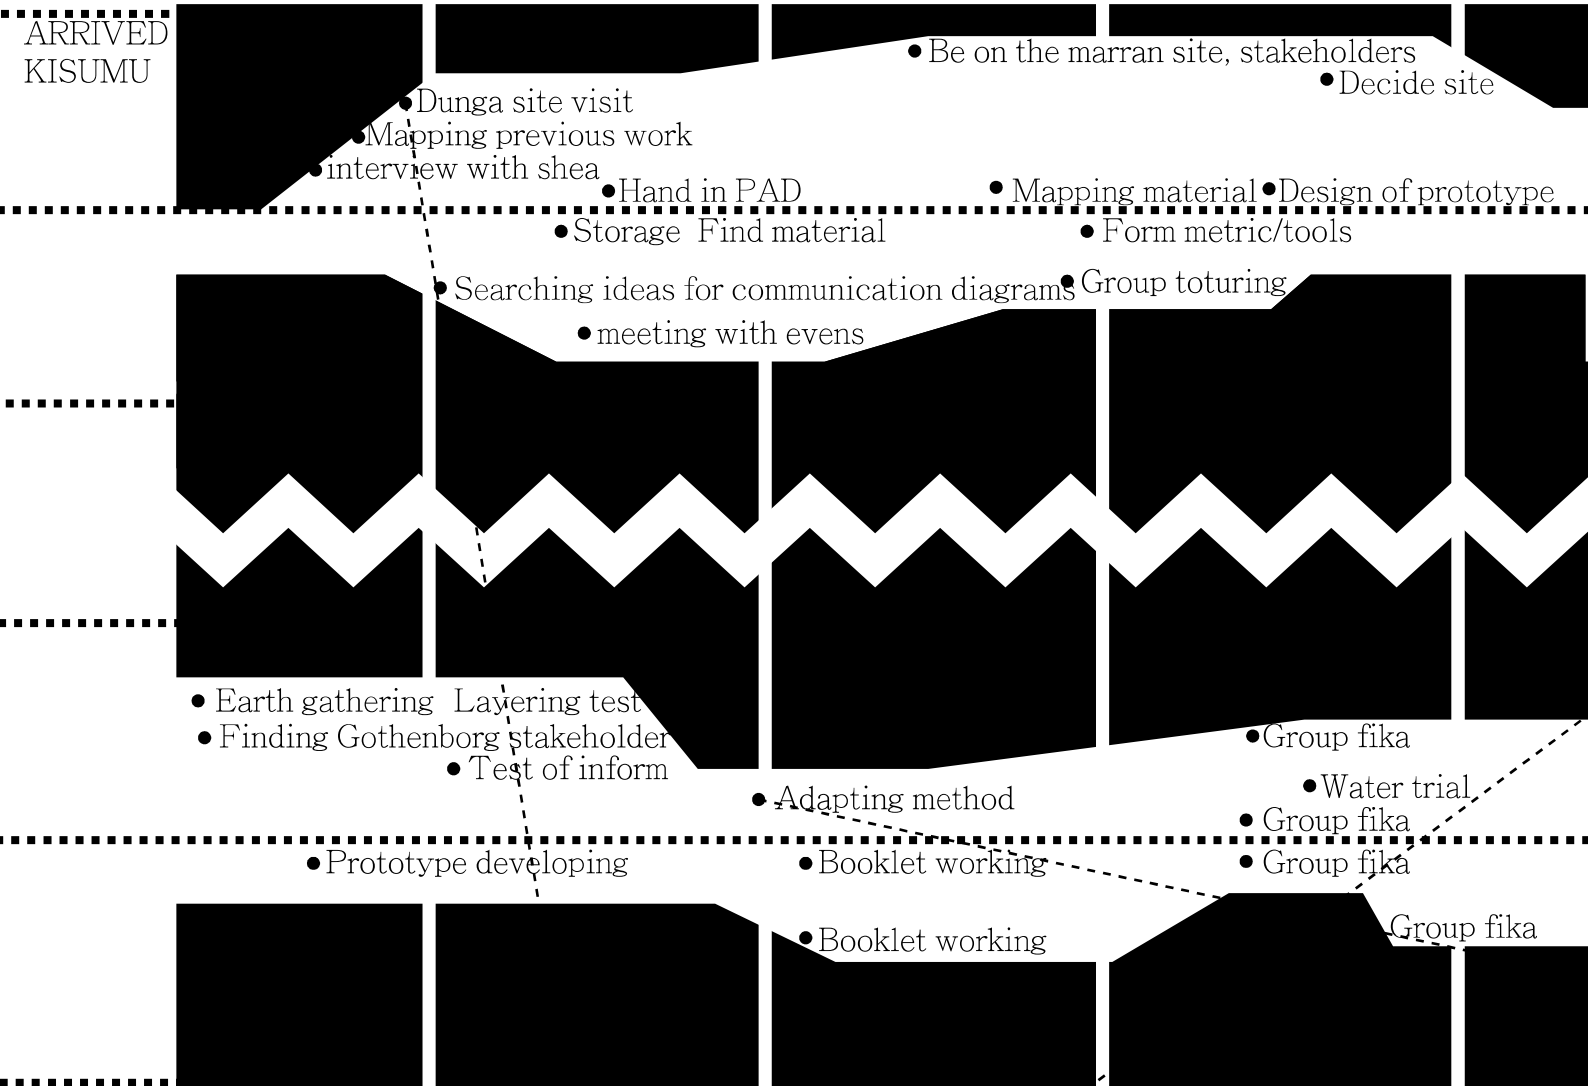 ARRIVED
KISUMU
Be on the marran site, stakeholders
Decide site
Dunga site visit
Mapping previous work
interview with shea
Hand in PAD
Mapping material
Design of prototype
Storage Find material
Form metric/tools
Searching ideas for communication diagrams
Group toturing
meeting with evens
Earth gathering Layering test
Finding Gothenborg stakeholder
Test of inform
Group fika
Water trial
Adapting method
Group fika
Prototype developing
Booklet working
Group fika
Booklet working
Group fika